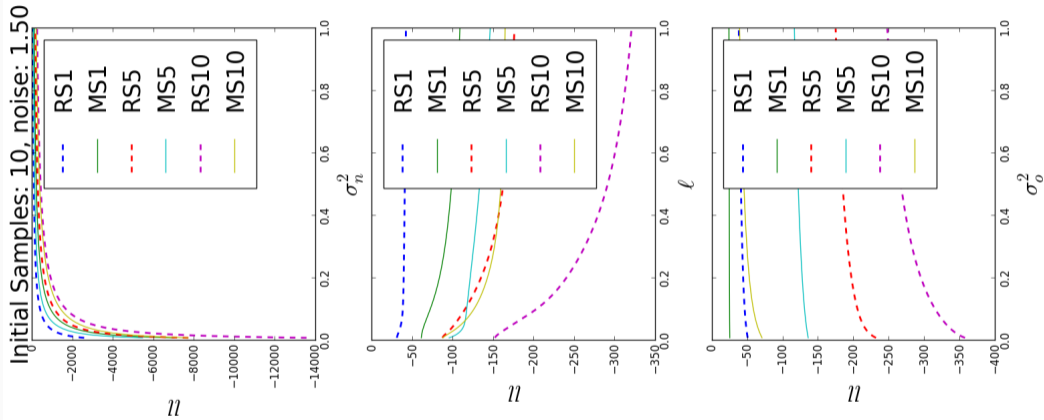 Initial Samples: 10, noise: 1.50
0
−2000
−4000
−6000
−8000
−10000
−12000
−14000
ll
RS1
MS1
RS5
MS5
RS10
MS10
0.0 0.2 0.4 0.6 0.8 1.0
σ²ₙ
0
−50
−100
−150
−200
−250
−300
−350
ll
RS1
MS1
RS5
MS5
RS10
MS10
0.0 0.2 0.4 0.6 0.8 1.0
ℓ
0
−50
−100
−150
−200
−250
−300
−350
−400
ll
RS1
MS1
RS5
MS5
RS10
MS10
0.0 0.2 0.4 0.6 0.8 1.0
σ²ₒ